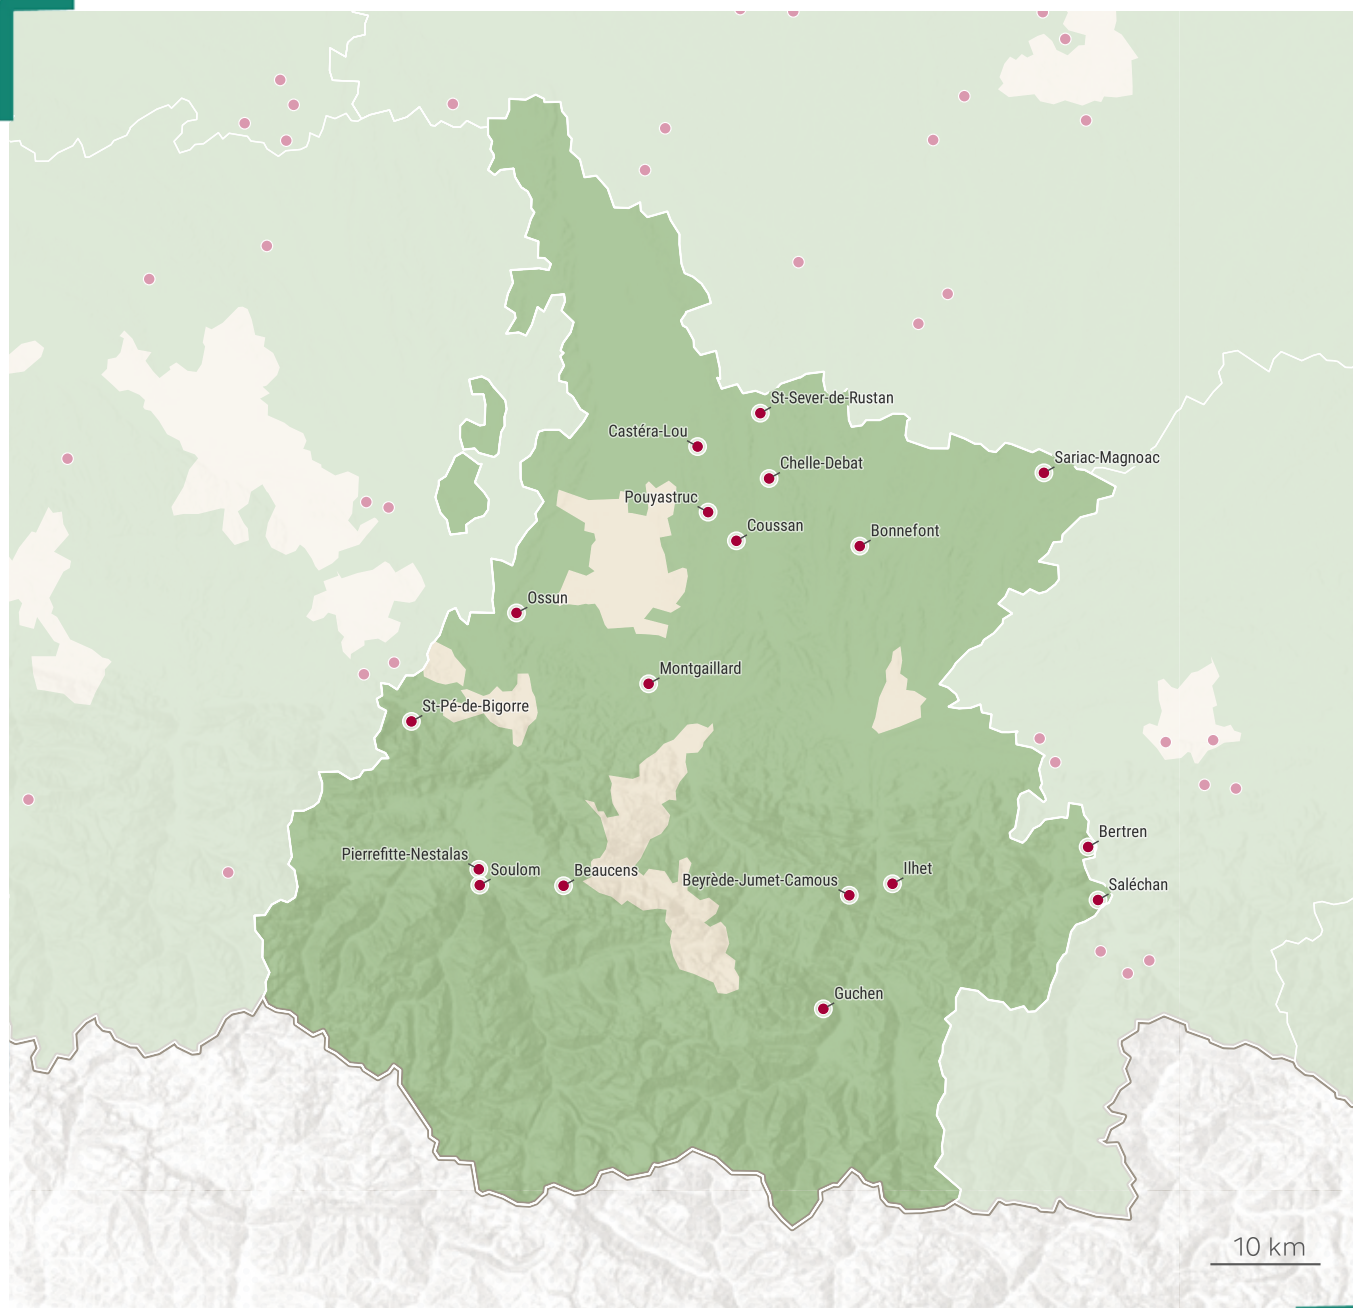 St-Sever-de-Rustan
Castéra-Lou
Sariac-Magnoac
Chelle-Debat
Pouyastruc
Coussan
Bonnefont
Ossun
Montgaillard
St-Pé-de-Bigorre
Bertren
Pierrefitte-Nestalas
Soulom
Beaucens
Ilhet
Beyrède-Jumet-Camous
Saléchan
Guchen
10 km